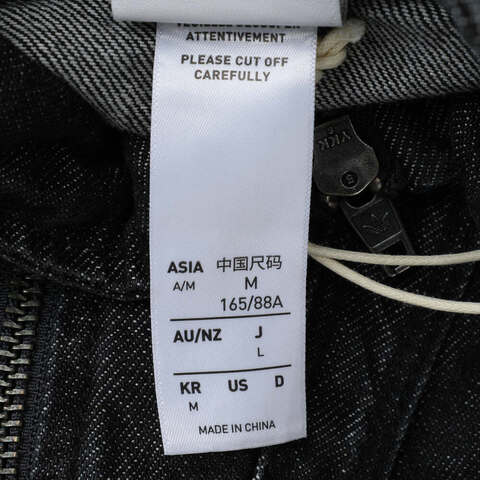 ATTENTIVEMENT
PLEASE CUT OFF
CAREFULLY
ASIA 中国尺码
A/M M
165/88A
AU/NZ J
L
KR US D
M
MADE IN CHINA
YKK